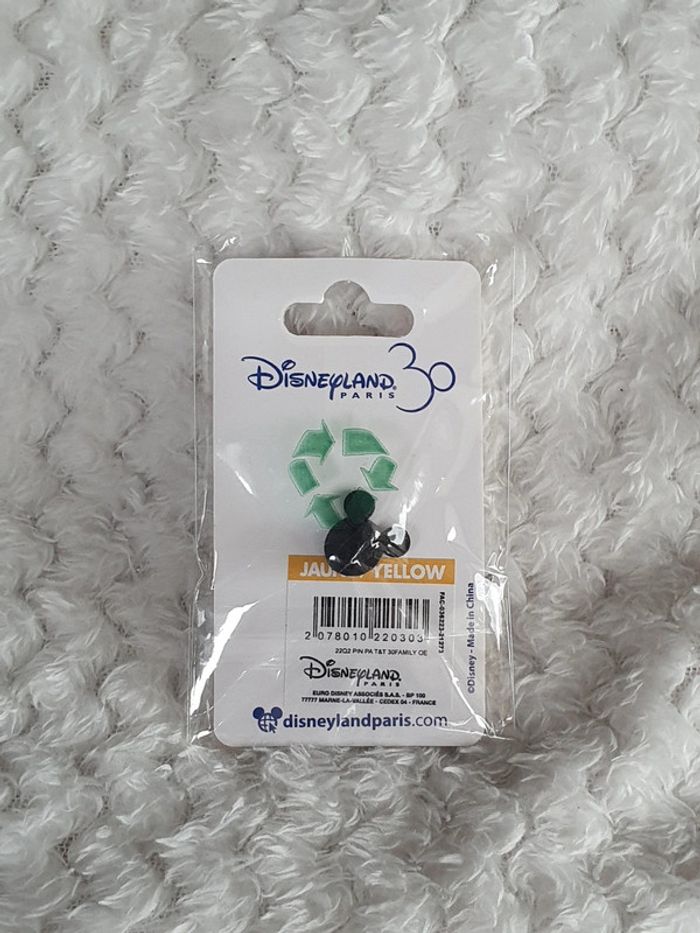 Disneyland 30
PARIS
YELLOW
2 078010 220303
22Q2 PIN PA T&T 30FAMILY OE
Disneyland
PARIS
EURO DISNEY ASSOCIÉS S.A.S. - BP 100
77777 MARNE-LA-VALLÉE - CEDEX 04 - FRANCE
disneylandparis.com
©Disney - Made in China